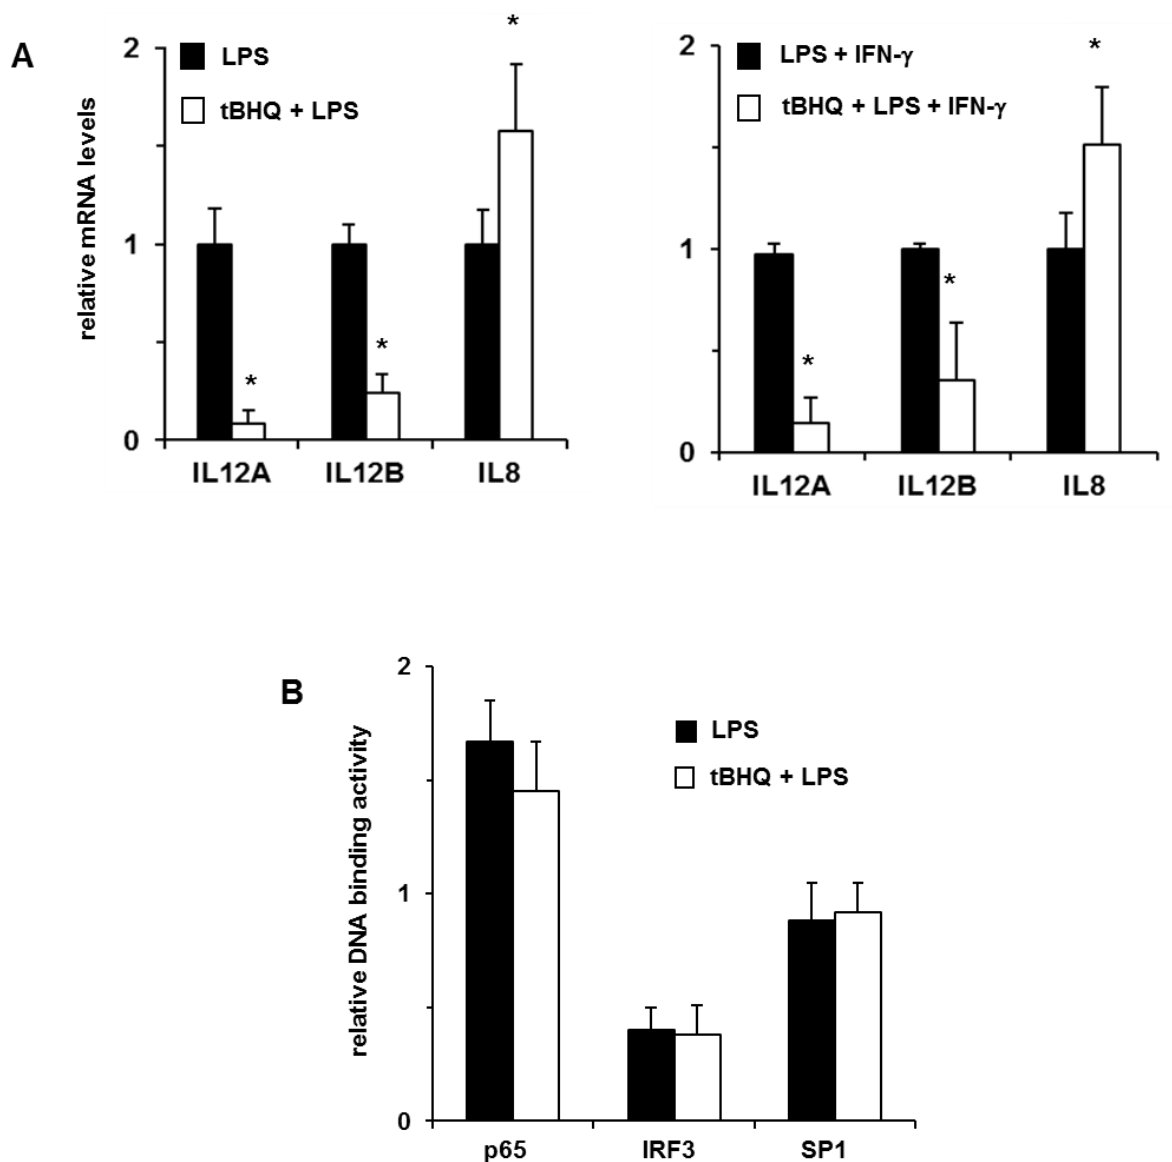 A
relative mRNA levels
2
1
0
LPS
tBHQ + LPS
*
*
*
IL12A IL12B IL8
2
1
0
LPS + IFN-γ
tBHQ + LPS + IFN-γ
*
*
*
IL12A IL12B IL8
B
relative DNA binding activity
2
1
0
LPS
tBHQ + LPS
p65 IRF3 SP1